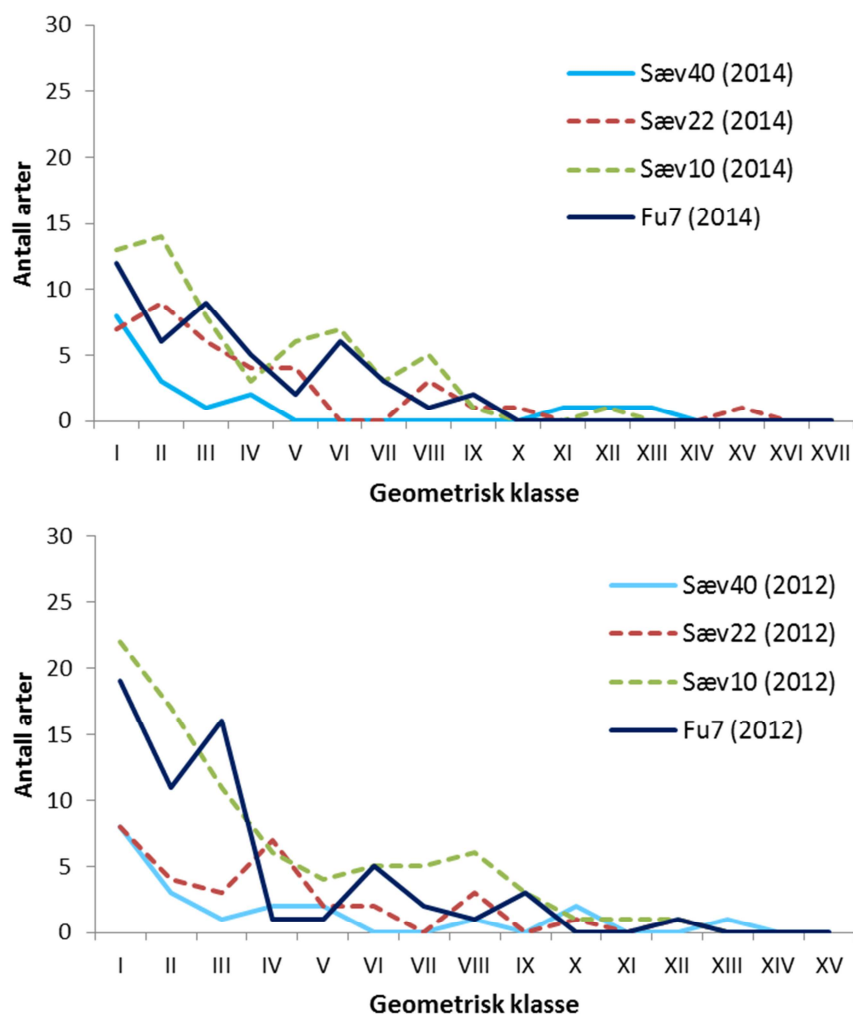 30
25
20
15
10
5
0
Antall arter
Sæv40 (2014)
Sæv22 (2014)
Sæv10 (2014)
Fu7 (2014)
I II III IV V VI VII VIII IX X XI XII XIII XIV XV XVI XVII
Geometrisk klasse
30
25
20
15
10
5
0
Antall arter
Sæv40 (2012)
Sæv22 (2012)
Sæv10 (2012)
Fu7 (2012)
I II III IV V VI VII VIII IX X XI XII XIII XIV XV
Geometrisk klasse